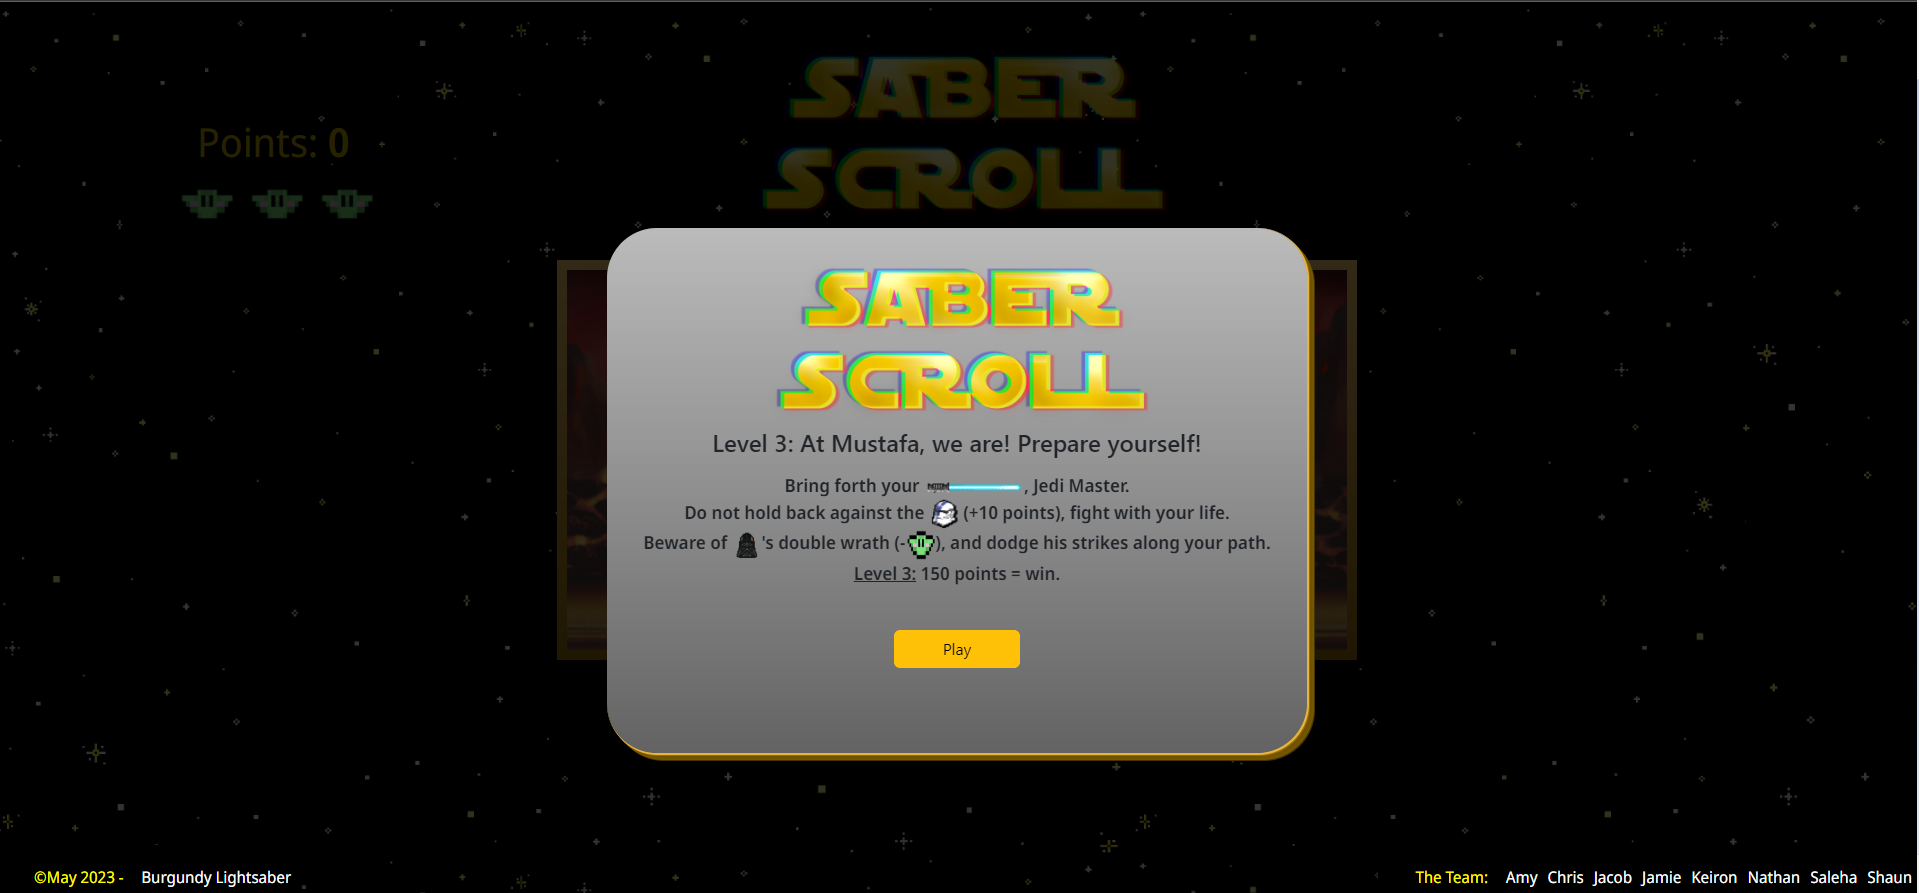 SABER
SCROLL
Points: 0
SABER
SCROLL
Level 3: At Mustafa, we are! Prepare yourself!
Bring forth your , Jedi Master.
Do not hold back against the (+10 points), fight with your life.
Beware of 's double wrath (- ), and dodge his strikes along your path.
Level 3: 150 points = win.
Play
©May 2023 - Burgundy Lightsaber
The Team: Amy Chris Jacob Jamie Keiron Nathan Saleha Shaun